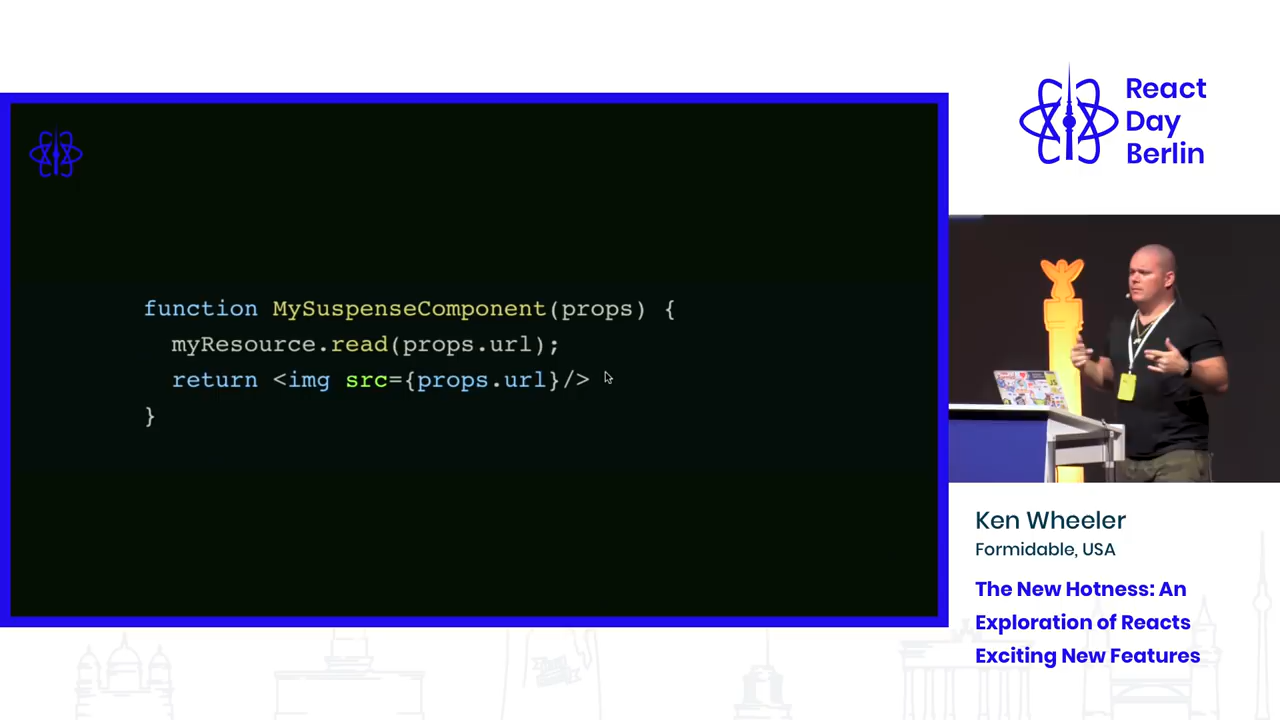 React
Day
Berlin
function MySuspenseComponent(props) {
myResource.read(props.url);
return <img src={props.url}/>
}
Ken Wheeler
Formidable, USA
The New Hotness: An
Exploration of Reacts
Exciting New Features